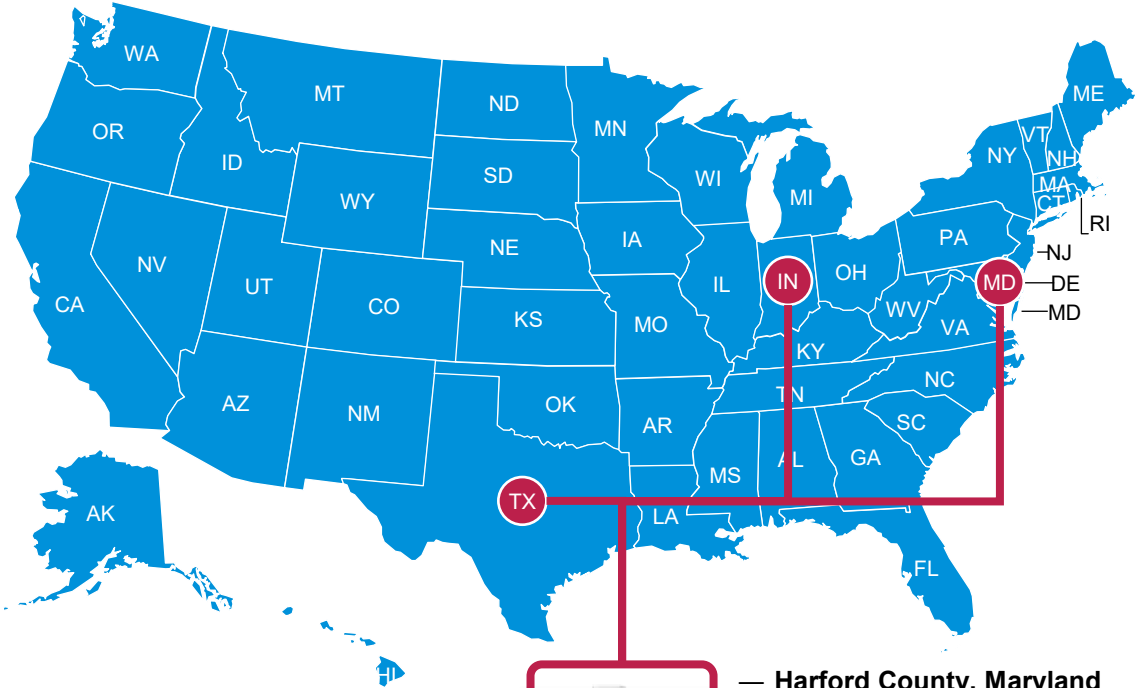 WA
MT
ND
MN
ME
OR
ID
SD
WI
VT
NY
NH
MI
MA
WY
CT
RI
IA
NE
PA
NV
UT
IL
IN
OH
MD
NJ
DE
CA
CO
KS
MO
WV
VA
MD
KY
AZ
NM
OK
AR
TN
NC
SC
MS
AL
GA
TX
LA
AK
FL
HI
— Harford County, Maryland